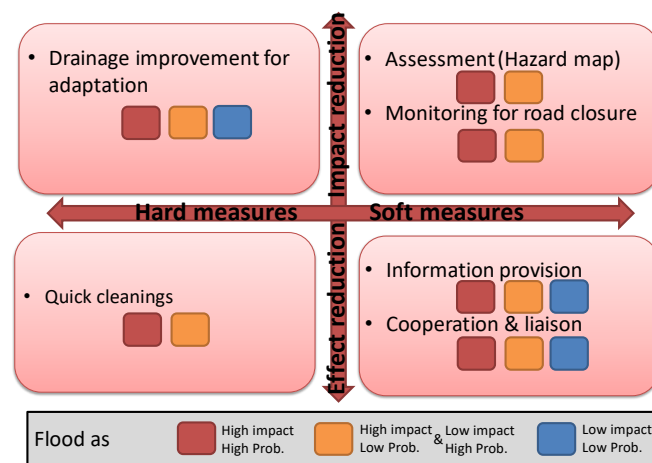 • Drainage improvement for
adaptation
• Assessment (Hazard map)
• Monitoring for road closure
Impact reduction
Hard measures
Soft measures
Effect reduction
• Quick cleanings
• Information provision
• Cooperation & liaison
Flood as
High impact
High Prob.
High impact
Low Prob.
&
Low impact
High Prob.
Low impact
Low Prob.